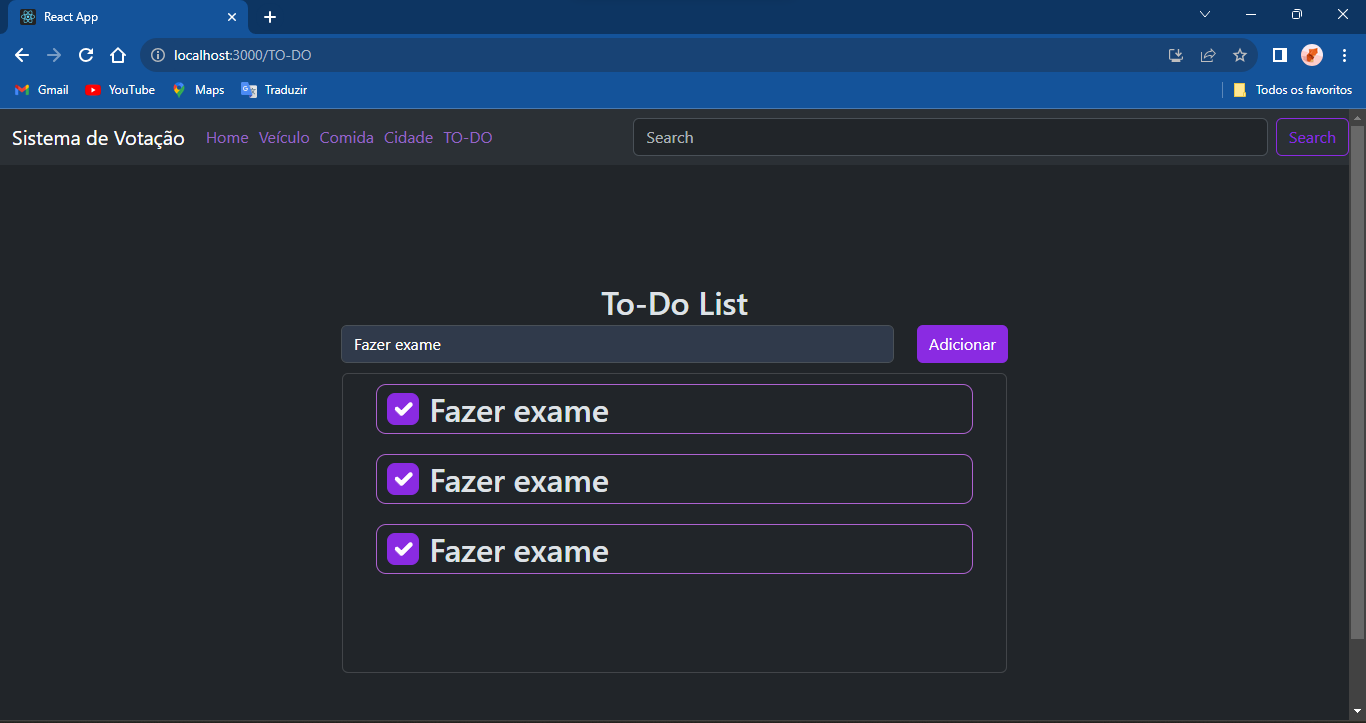 React App
localhost:3000/TO-DO
Gmail YouTube Maps Traduzir Todos os favoritos
Sistema de Votação Home Veículo Comida Cidade TO-DO Search Search
To-Do List
Fazer exame Adicionar
Fazer exame
Fazer exame
Fazer exame